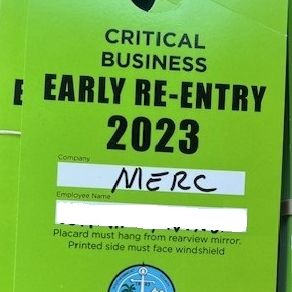 CRITICAL
BUSINESS
EARLY RE-ENTRY
2023
Company
MERC
Employee Name
Placard must hang from rearview mirror.
Printed side must face windshield